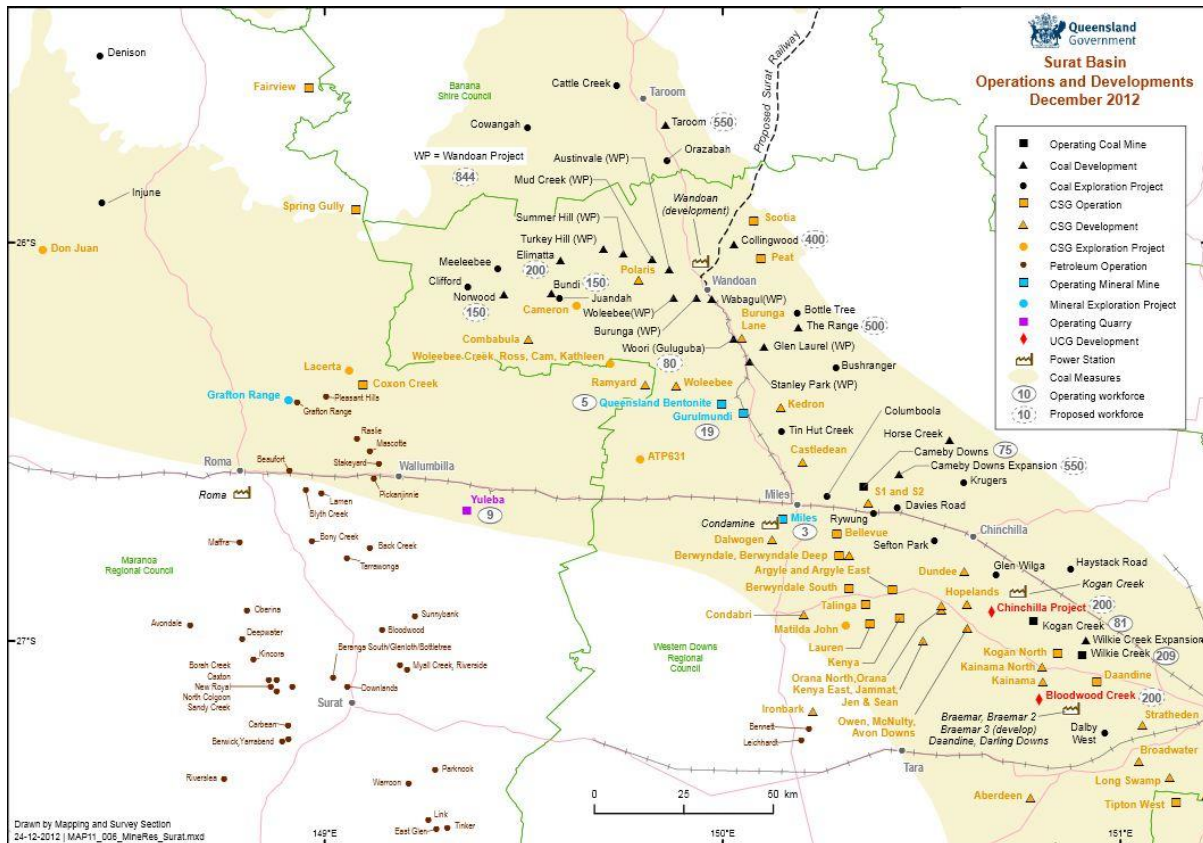 Queensland
Government
Surat Basin
Operations and Developments
December 2012
Operating Coal Mine
Coal Development
Coal Exploration Project
CSG Operation
CSG Development
CSG Exploration Project
Petroleum Operation
Operating Mineral Mine
Mineral Exploration Project
Operating Quarry
UCG Development
Power Station
Coal Measures
10 Operating workforce
10 Proposed workforce
Denison
Fairview
Banana
Shire Council
Cattle Creek
Taroom
Proposed Surat Railway
Cowangah
Taroom 550
WP = Wandoan Project
844
Austinvale (WP)
Orazabah
Mud Creek (WP)
Injune
Spring Gully
Summer Hill (WP)
Wandoan
(development)
Scotia
Don Juan
26°S
Turkey Hill (WP)
Elimatta
200
Collingwood 400
Peat
Meeleebee
Polaris
Clifford
Bundi 150
Wandoan
Norwood
150
Juandah
Cameron
Woleebee(WP)
Wabagul(WP)
Burunga
Lane
Bottle Tree
Burunga (WP)
The Range 500
Combabula
Woori (Guluguba)
Glen Laurel (WP)
Woleebee Creek, Ross, Cam, Kathleen
80
Bushranger
Stanley Park (WP)
Lacerta
Coxon Creek
Ramyard
Woleebee
Grafton Range
Pleasant Hills
Grafton Range
5 Queensland Bentonite
Gurulmundi
19
Kedron
Columboola
Tin Hut Creek
Horse Creek
Raslie
Mascotte
Stakeyard
Beaufort
Cameby Downs 75
Cameby Downs Expansion 550
Castledean
ATP631
Roma
Wallumbilla
Krugers
Pickanjinnie
Roma
Lamen
Blyth Creek
Yuleba
9
Miles
S1 and S2
Davies Road
Condamine
Miles
3
Rywung
Chinchilla
Maffra
Bony Creek
Back Creek
Tarrawonga
Dalwogen
Bellevue
Sefton Park
Berwyndale, Berwyndale Deep
Maranoa
Regional Council
Argyle and Argyle East
Dundee
Glen Wilga
Haystack Road
Berwyndale South
Hopelands
Kogan Creek
Oberina
Sunnybank
Condabri
Talinga
Chinchilla Project 200
Avondale
Deepwater
Bloodwood
Matilda John
Kogan Creek 81
27°S
Kincora
Berenga South/Glenloth/Bottletree
Western Downs
Regional
Council
Lauren
Wilkie Creek Expansion
Kenya
Kogan North
Wilkie Creek 209
Borah Creek
Caxton
New Royal
North Colgoon
Sandy Creek
Myall Creek, Riverside
Downlands
Orana North,Orana
Kenya East, Jammat,
Jen & Sean
Kainama North
Kainama
Daandine
Surat
Ironbark
Owen, McNulty,
Avon Downs
Bloodwood Creek 200
Carbean
Berwick,Yarrabend
Bennett
Leichhardt
Braemar, Braemar 2
Braemar 3 (develop)
Daandine, Darling Downs
Dalby
West
Stratheden
Tara
Broadwater
Riverslea
Parknook
Warroon
Long Swamp
Aberdeen
Tipton West
Link
East Glen
Tinker
0 25 50 km
Drawn by Mapping and Survey Section
24-12-2012 | MAP11_006_MineRes_Surat.mxd
149°E
150°E
151°E